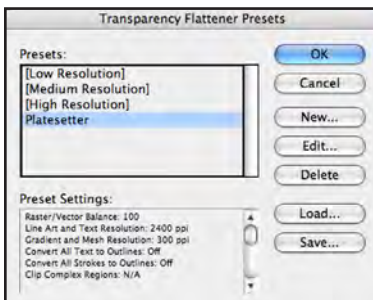 Transparency Flattener Presets
Presets:
[Low Resolution]
[Medium Resolution]
[High Resolution]
Platesetter
OK
Cancel
New...
Edit...
Delete
Load...
Save...
Preset Settings:
Raster/Vector Balance: 100
Line Art and Text Resolution: 2400 ppi
Gradient and Mesh Resolution: 300 ppi
Convert All Text to Outlines: Off
Convert All Strokes to Outlines: Off
Clip Complex Regions: N/A